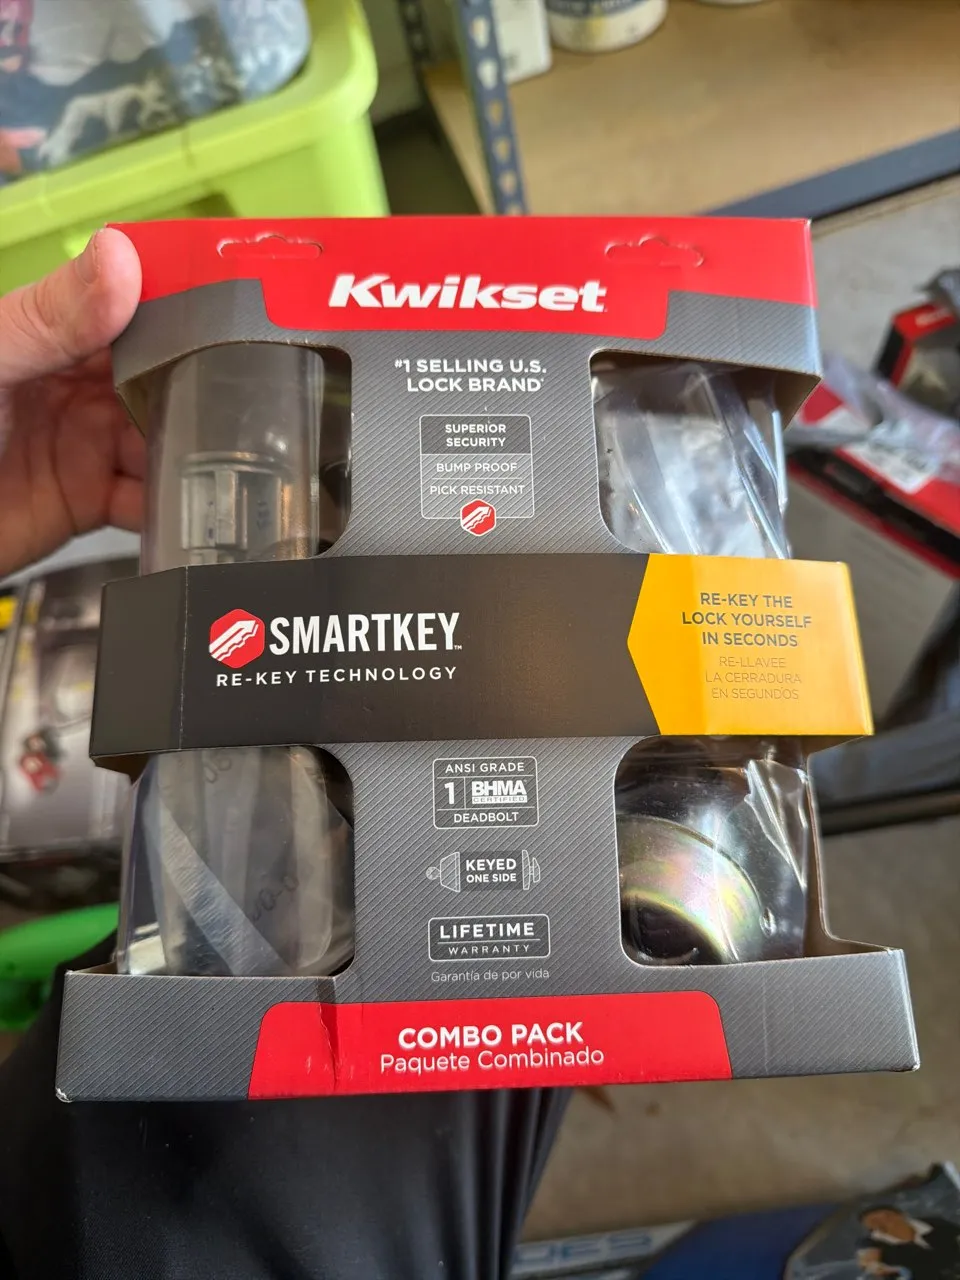 Kwikset
#1 SELLING U.S.
LOCK BRAND*
SUPERIOR
SECURITY
BUMP PROOF
PICK RESISTANT
SMARTKEY™
RE-KEY TECHNOLOGY
RE-KEY THE
LOCK YOURSELF
IN SECONDS
RE-LLAVEE
LA CERRADURA
EN SEGUNDOS
ANSI GRADE
1 BHMA
CERTIFIED
DEADBOLT
KEYED
ONE SIDE
LIFETIME
WARRANTY
Garantía de por vida
COMBO PACK
Paquete Combinado